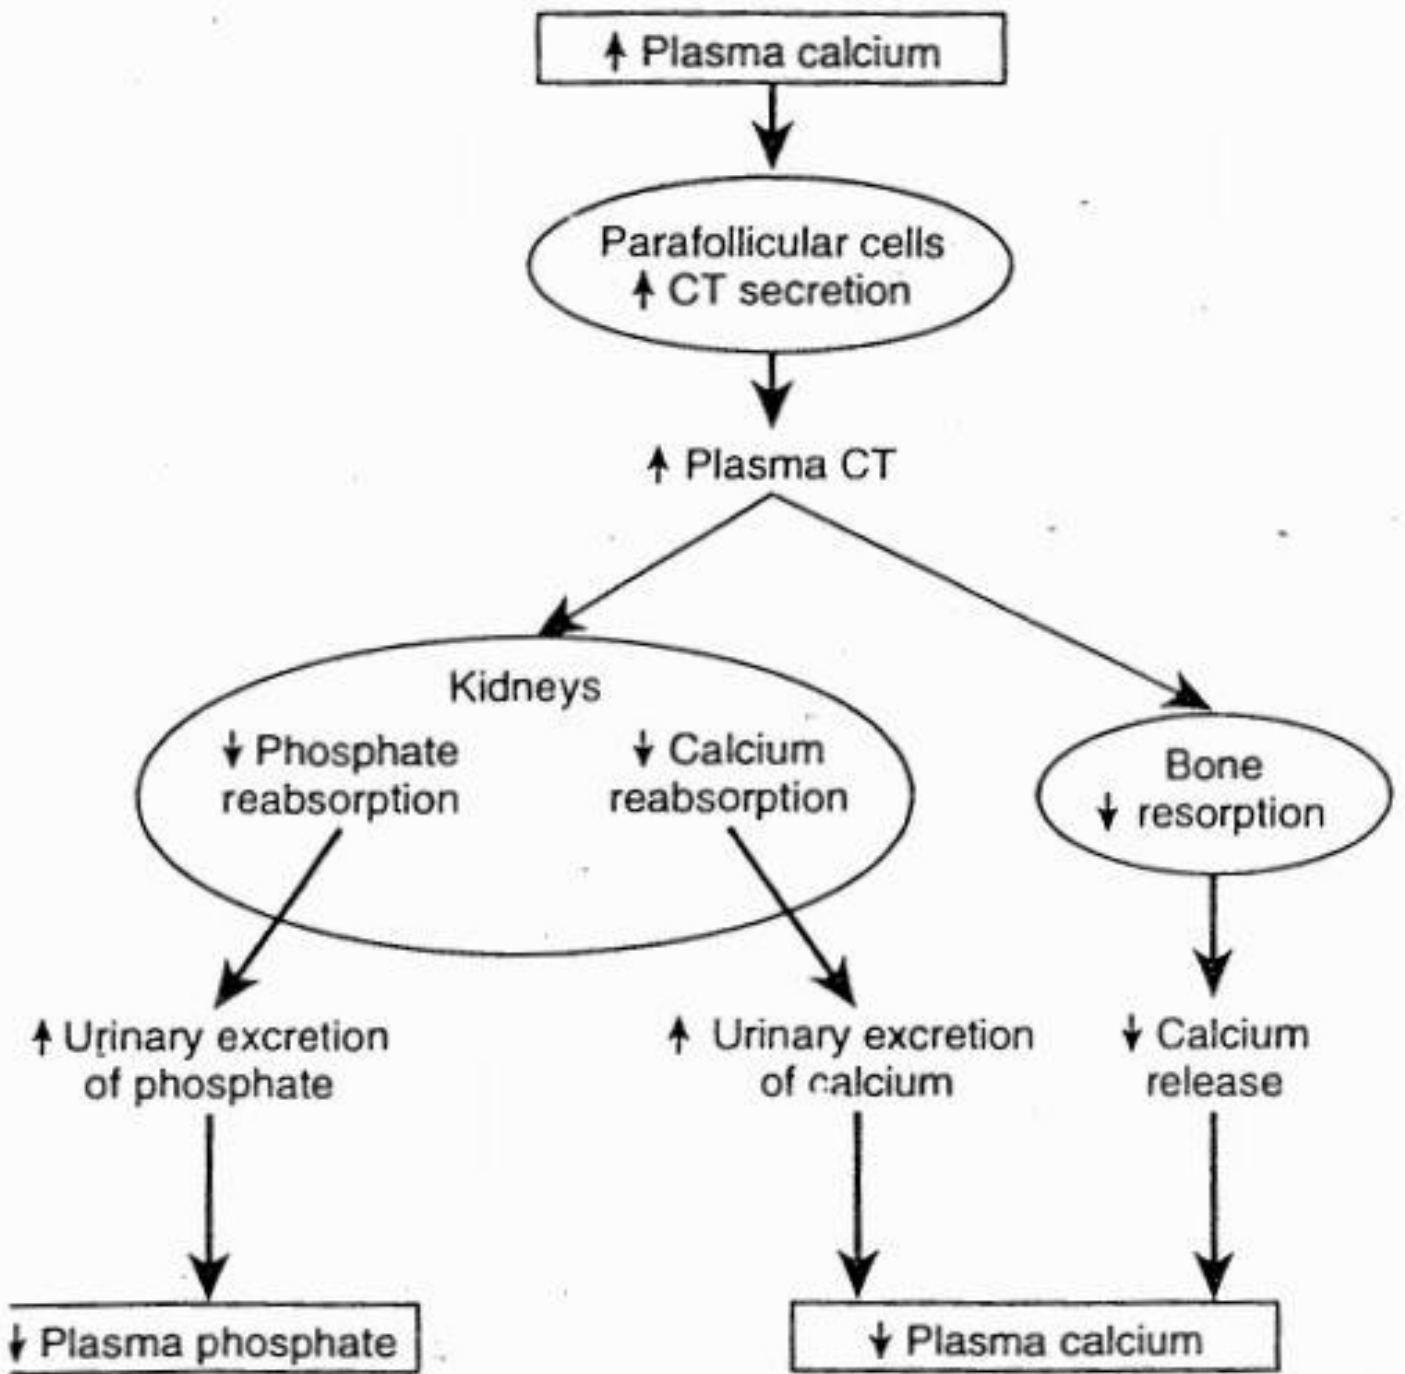 ↑ Plasma calcium
Parafollicular cells
↑ CT secretion
↑ Plasma CT
Kidneys
↓ Phosphate
reabsorption
↓ Calcium
reabsorption
Bone
↓ resorption
↑ Urinary excretion
of phosphate
↑ Urinary excretion
of calcium
↓ Calcium
release
↓ Plasma phosphate
↓ Plasma calcium